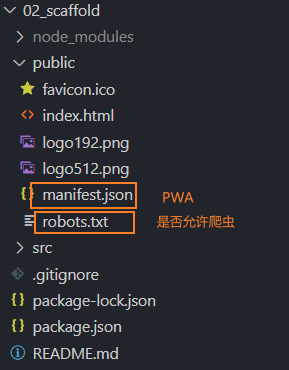 02_scaffold
node_modules
public
favicon.ico
index.html
logo192.png
logo512.png
manifest.json PWA
robots.txt 是否允许爬虫
src
.gitignore
package-lock.json
package.json
README.md